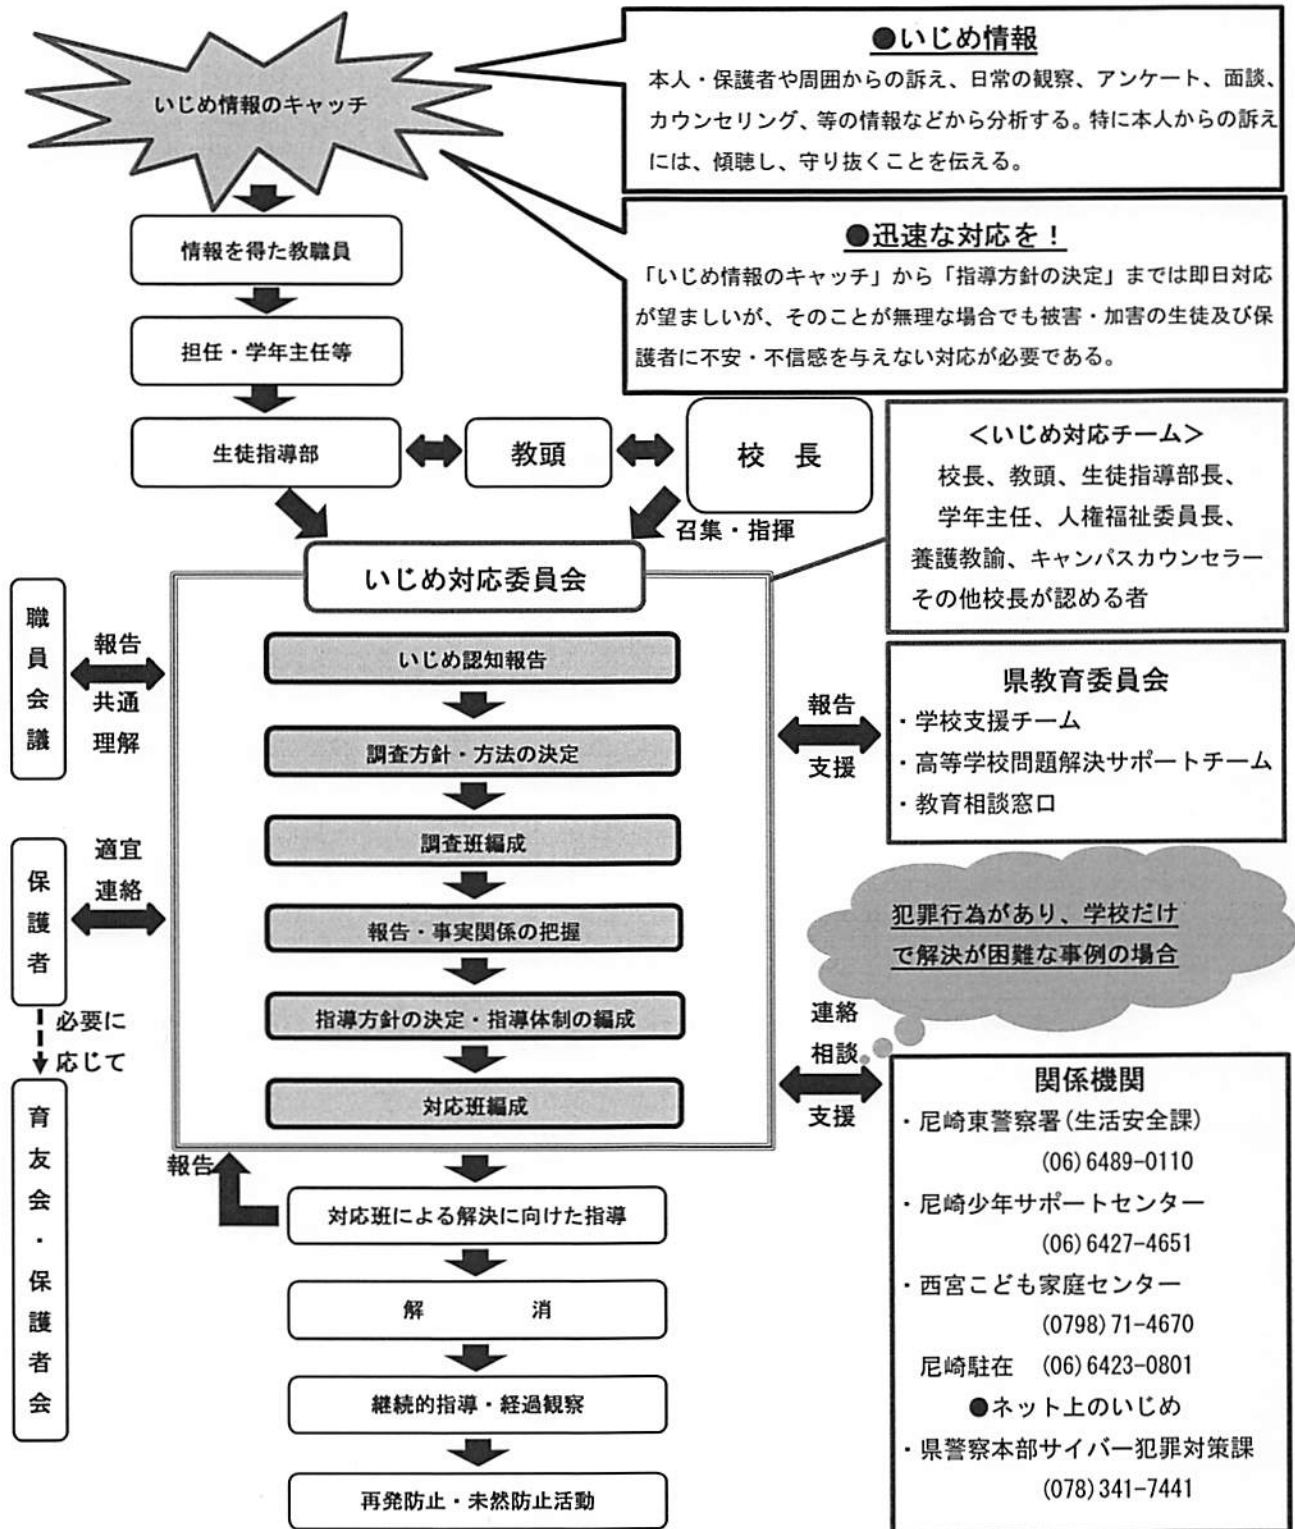 いじめ情報のキャッチ
●いじめ情報
本人・保護者や周囲からの訴え、日常の観察、アンケート、面談、
カウンセリング、等の情報などから分析する。特に本人からの訴え
には、傾聴し、守り抜くことを伝える。
●迅速な対応を！
「いじめ情報のキャッチ」から「指導方針の決定」までは即日対応
が望ましいが、そのことが無理な場合でも被害・加害の生徒及び保
護者に不安・不信感を与えない対応が必要である。
情報を得た教職員
担任・学年主任等
生徒指導部
教頭
校　長
召集・指揮
＜いじめ対応チーム＞
校長、教頭、生徒指導部長、
学年主任、人権福祉委員長、
養護教諭、キャンパスカウンセラー
その他校長が認める者
いじめ対応委員会
いじめ認知報告
調査方針・方法の決定
調査班編成
報告・事実関係の把握
指導方針の決定・指導体制の編成
対応班編成
職員会議
報告
共通
理解
保護者
適宜
連絡
必要に
応じて
育友会・保護者会
報告
支援
県教育委員会
・学校支援チーム
・高等学校問題解決サポートチーム
・教育相談窓口
犯罪行為があり、学校だけ
で解決が困難な事例の場合
連絡
相談
支援
関係機関
・尼崎東警察署(生活安全課)
(06)6489-0110
・尼崎少年サポートセンター
(06)6427-4651
・西宮こども家庭センター
(0798)71-4670
尼崎駐在　(06)6423-0801
●ネット上のいじめ
・県警察本部サイバー犯罪対策課
(078)341-7441
報告
対応班による解決に向けた指導
解　　　消
継続的指導・経過観察
再発防止・未然防止活動